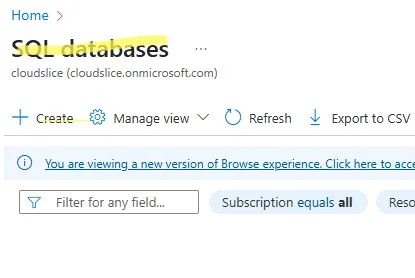 Home >
SQL databases ...
cloudslice (cloudslice.onmicrosoft.com)
+ Create Manage view Refresh Export to CSV
You are viewing a new version of Browse experience. Click here to acce
Filter for any field... Subscription equals all Reso